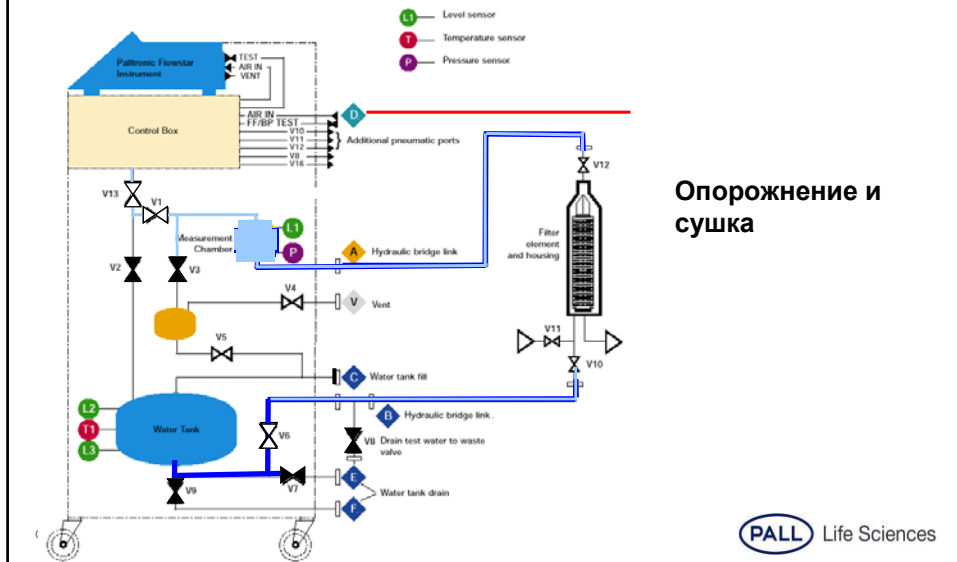 L1 Level sensor
T Temperature sensor
P Pressure sensor
Palltronic Flowstar
Instrument
TEST
AIR IN
VENT
Control Box
AIR IN
FF/BP TEST
D
V10
V11
V12
V8
V16
Additional pneumatic ports
V13
V1
V12
Опорожнение и
сушка
L1
Measurement
Chamber
P
A Hydraulic bridge link
Filter
element
and housing
V2
V3
V4
V Vent
V5
V11
V10
C Water tank fill
L2
T1
L3
Water Tank
B Hydraulic bridge link .
V6
V8 Drain test water to waste
valve
V7
E
V9
Water tank drain
F
PALL Life Sciences